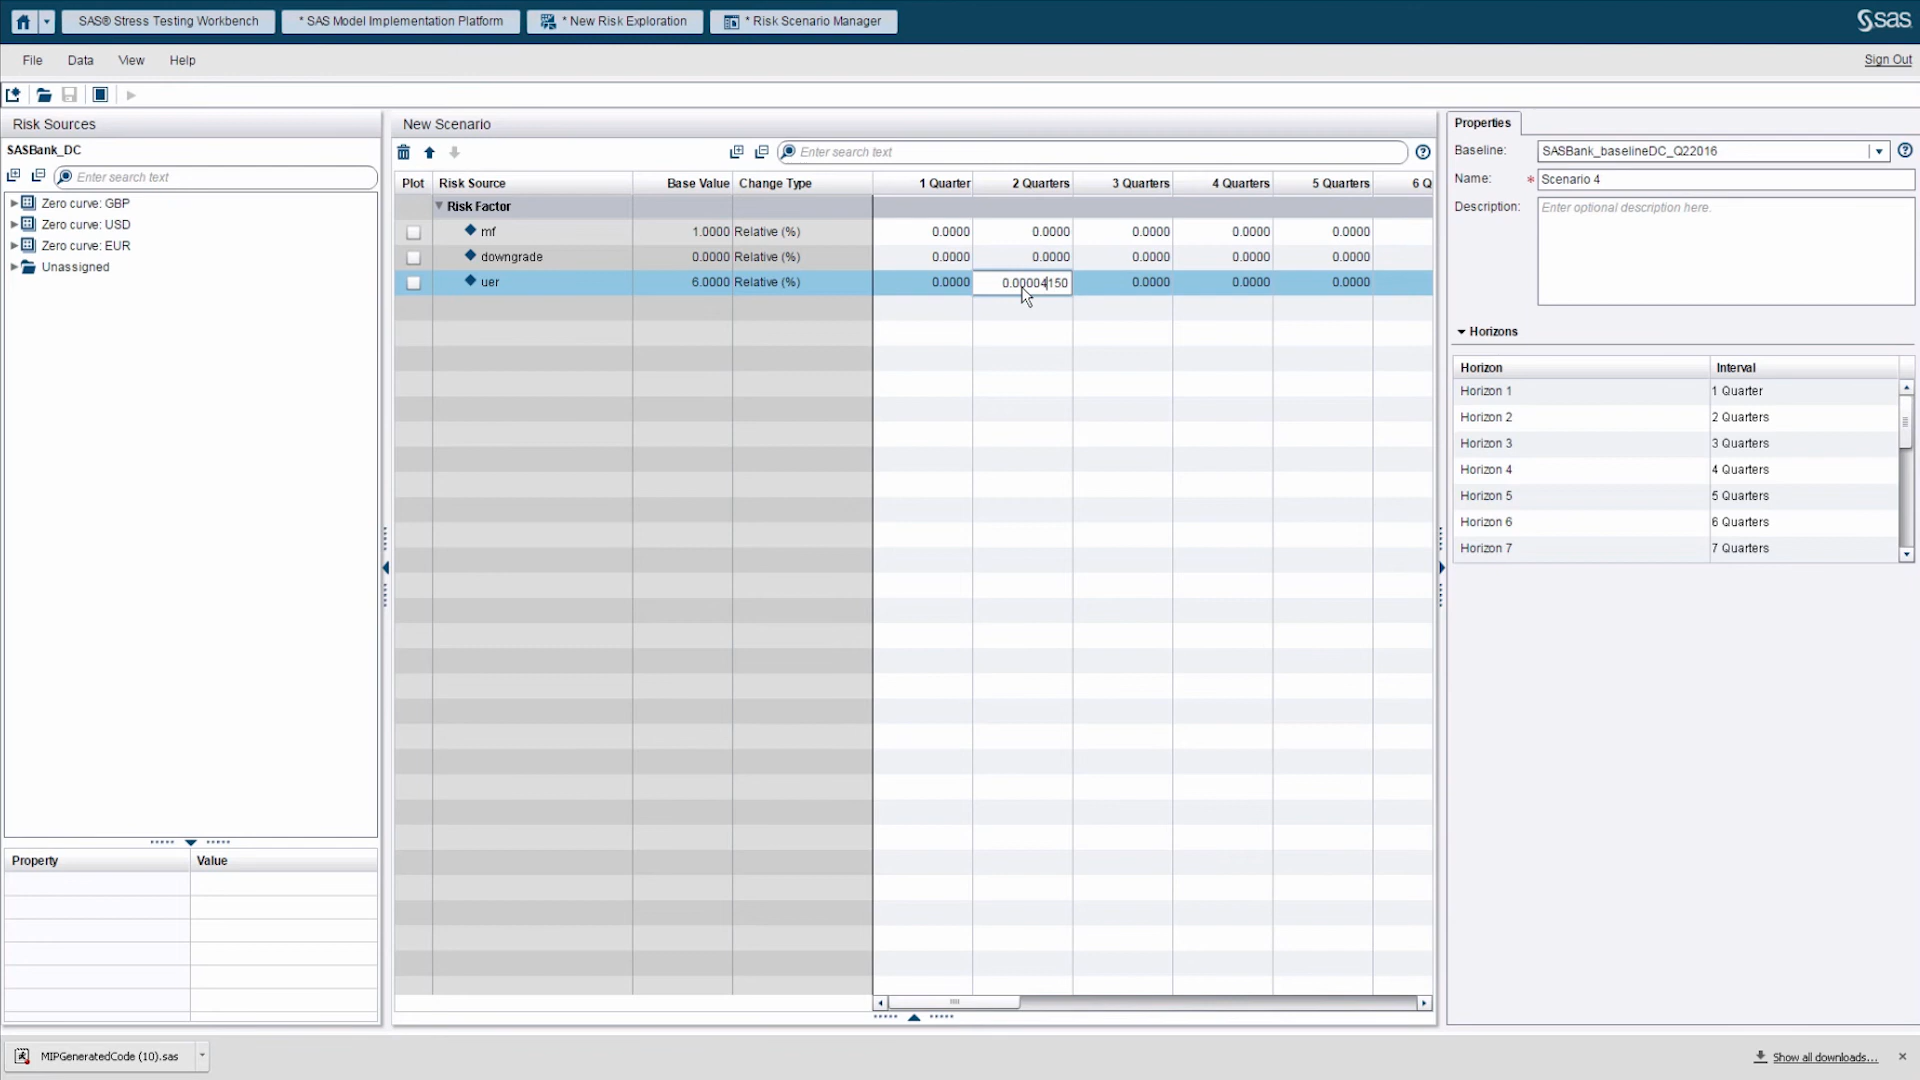 SAS® Stress Testing Workbench
* SAS Model Implementation Platform
* New Risk Exploration
* Risk Scenario Manager
sas
File Data View Help
Sign Out
Risk Sources
SASBank_DC
Enter search text
Zero curve: GBP
Zero curve: USD
Zero curve: EUR
Unassigned
Property Value
New Scenario
Enter search text
Plot Risk Source Base Value Change Type 1 Quarter 2 Quarters 3 Quarters 4 Quarters 5 Quarters 6 Q
Risk Factor
mf 1.0000 Relative (%) 0.0000 0.0000 0.0000 0.0000 0.0000
downgrade 0.0000 Relative (%) 0.0000 0.0000 0.0000 0.0000 0.0000
uer 6.0000 Relative (%) 0.0000 0.00004150 0.0000 0.0000 0.0000
Properties
Baseline: SASBank_baselineDC_Q22016
Name: * Scenario 4
Description: Enter optional description here.
Horizons
Horizon Interval
Horizon 1 1 Quarter
Horizon 2 2 Quarters
Horizon 3 3 Quarters
Horizon 4 4 Quarters
Horizon 5 5 Quarters
Horizon 6 6 Quarters
Horizon 7 7 Quarters
MIPGeneratedCode (10).sas
Show all downloads...